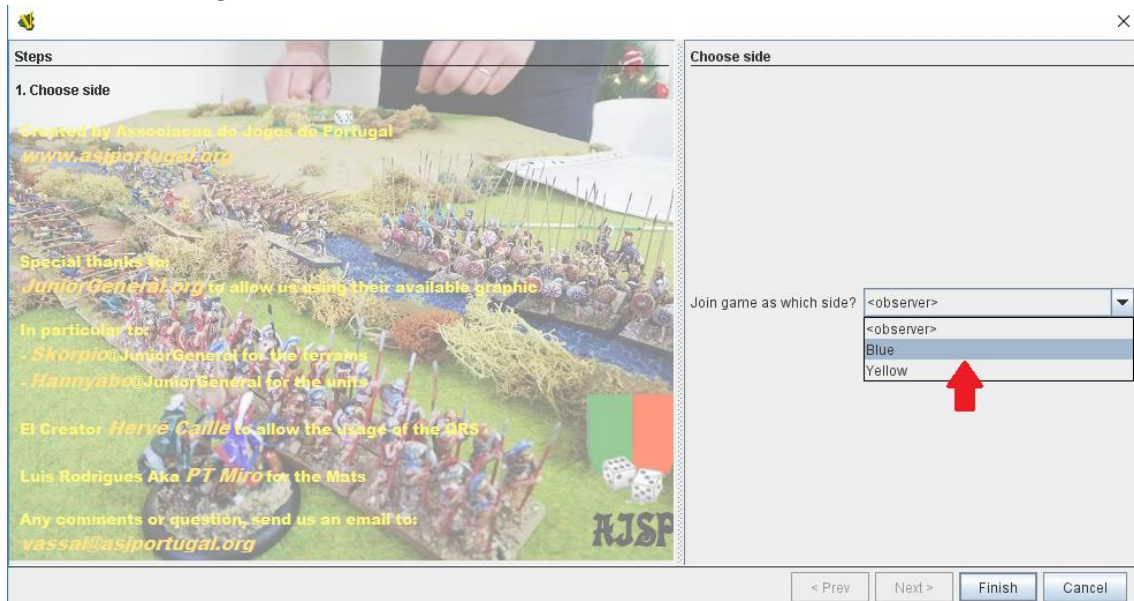 Steps
1. Choose side
Created by Associacao de Jogos de Portugal
www.asjportugal.org
Special thanks to:
JuniorGeneral.org to allow us using their available graphic
In particular to:
- Skorpio@JuniorGeneral for the terrains
- Hannyabo@JuniorGeneral for the units
El Creator Hervé Caille to allow the usage of the QRS
Luis Rodrigues Aka PT Miró for the Mats
Any comments or question, send us an email to:
vassal@asjportugal.org
AJSP
Choose side
Join game as which side? <observer>
<observer>
Blue
Yellow
< Prev Next > Finish Cancel